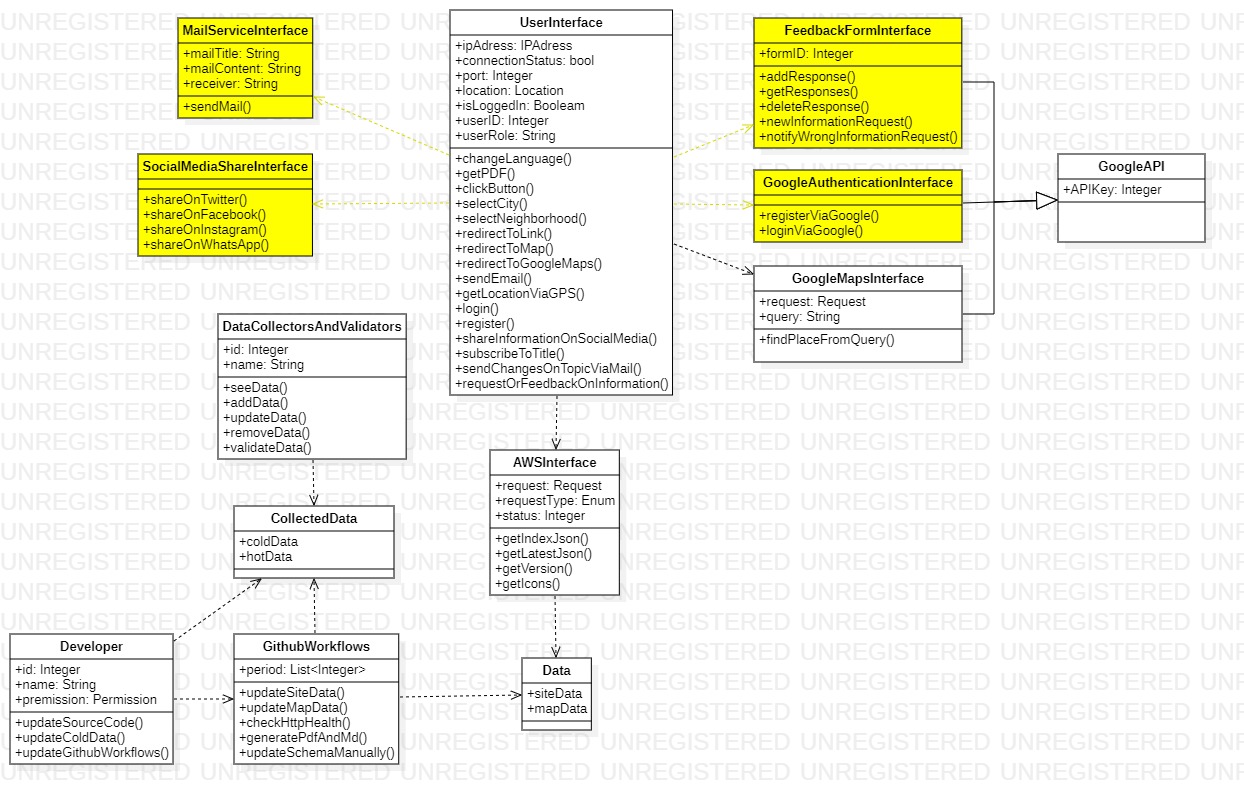 MailServiceInterface
+mailTitle: String
+mailContent: String
+receiver: String
+sendMail()
SocialMediaShareInterface
+shareOnTwitter()
+shareOnFacebook()
+shareOnInstagram()
+shareOnWhatsApp()
UserInterface
+ipAdress: IPAdress
+connectionStatus: bool
+port: Integer
+location: Location
+isLoggedIn: Booleam
+userID: Integer
+userRole: String
+changeLanguage()
+getPDF()
+clickButton()
+selectCity()
+selectNeighborhood()
+redirectToLink()
+redirectToMap()
+redirectToGoogleMaps()
+sendEmail()
+getLocationViaGPS()
+login()
+register()
+shareInformationOnSocialMedia()
+subscribeToTitle()
+sendChangesOnTopicViaMail()
+requestOrFeedbackOnInformation()
FeedbackFormInterface
+formID: Integer
+addResponse()
+getResponses()
+deleteResponse()
+newInformationRequest()
+notifyWrongInformationRequest()
GoogleAuthenticationInterface
+registerViaGoogle()
+loginViaGoogle()
GoogleMapsInterface
+request: Request
+query: String
+findPlaceFromQuery()
GoogleAPI
+APIKey: Integer
DataCollectorsAndValidators
+id: Integer
+name: String
+seeData()
+addData()
+updateData()
+removeData()
+validateData()
CollectedData
+coldData
+hotData
AWSInterface
+request: Request
+requestType: Enum
+status: Integer
+getIndexJson()
+getLatestJson()
+getVersion()
+getIcons()
Developer
+id: Integer
+name: String
+premission: Permission
+updateSourceCode()
+updateColdData()
+updateGithubWorkflows()
GithubWorkflows
+period: List<Integer>
+updateSiteData()
+updateMapData()
+checkHttpHealth()
+generatePdfAndMd()
+updateSchemaManually()
Data
+siteData
+mapData
UNREGISTERED